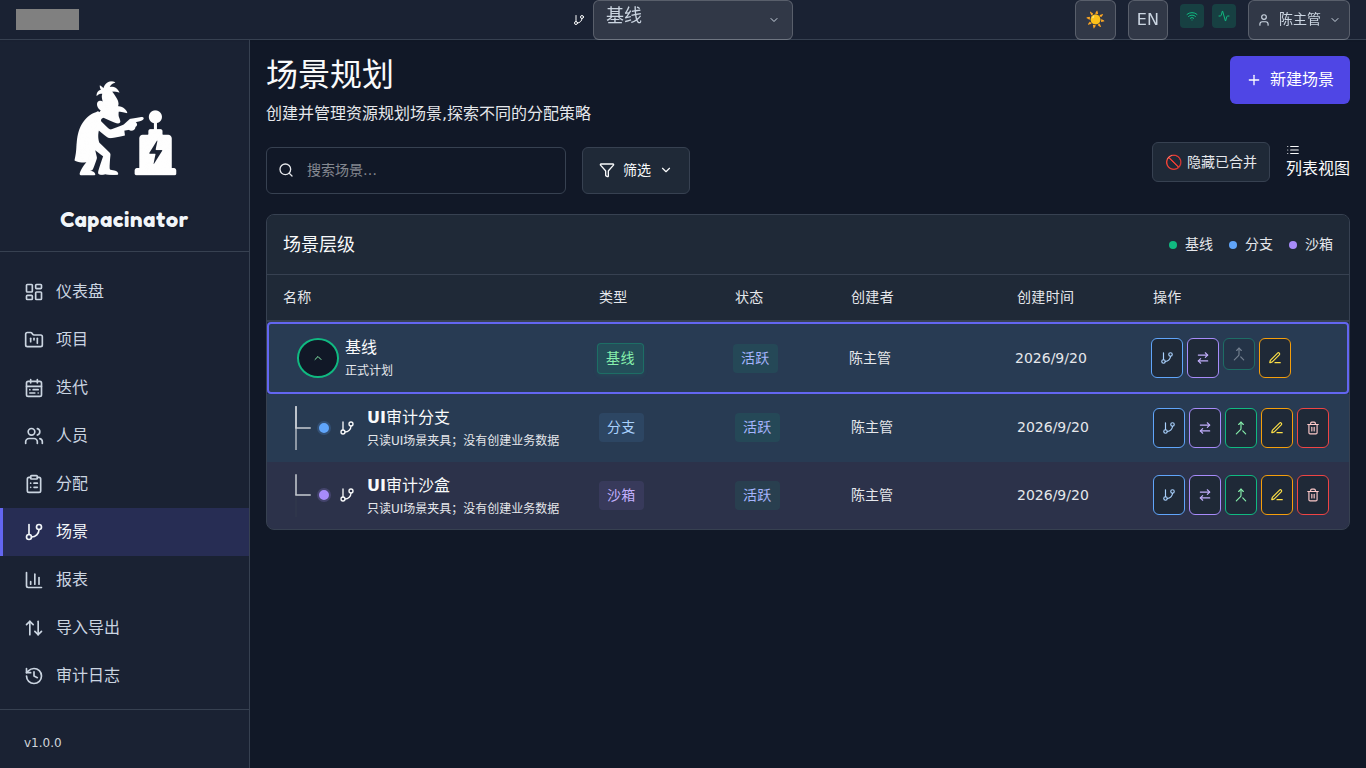 基线
EN
陈主管
Capacinator
仪表盘
项目
迭代
人员
分配
场景
报表
导入导出
审计日志
v1.0.0
场景规划
创建并管理资源规划场景,探索不同的分配策略
新建场景
搜索场景...
筛选
隐藏已合并
列表视图
场景层级
基线 分支 沙箱
名称 类型 状态 创建者 创建时间 操作
基线
正式计划
基线 活跃 陈主管 2026/9/20
UI审计分支
只读UI场景夹具；没有创建业务数据
分支 活跃 陈主管 2026/9/20
UI审计沙盒
只读UI场景夹具；没有创建业务数据
沙箱 活跃 陈主管 2026/9/20